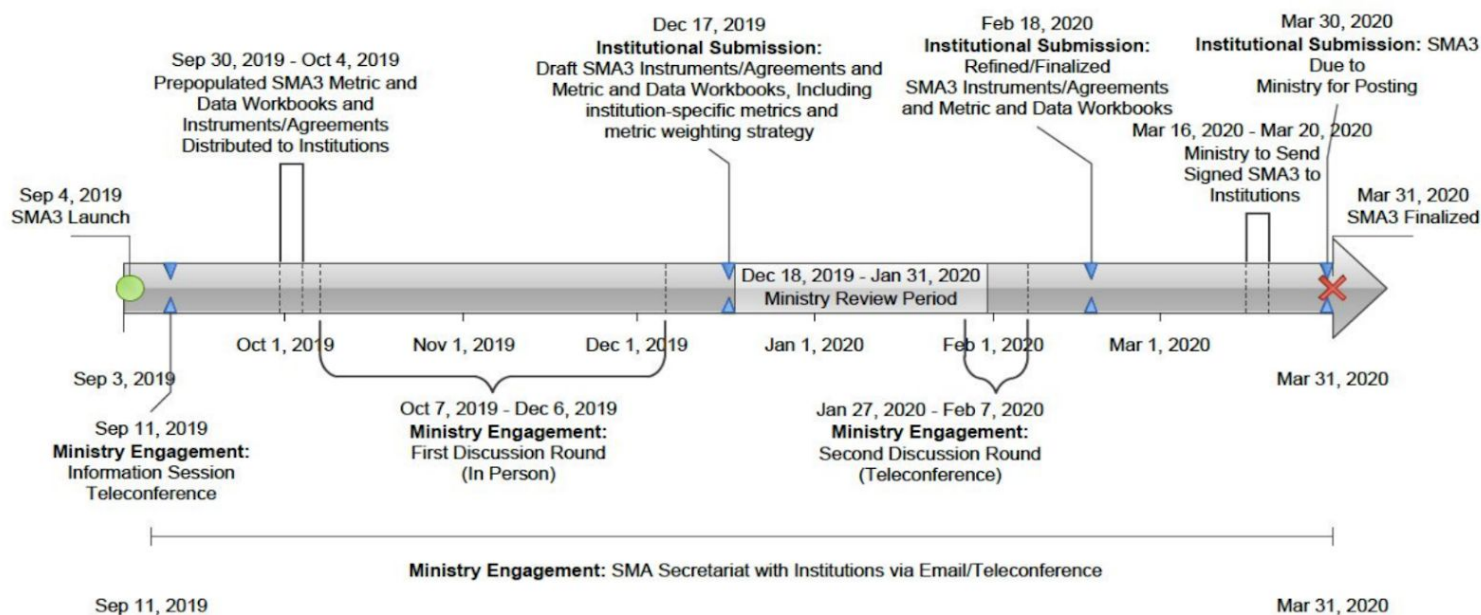 Sep 4, 2019
SMA3 Launch
Sep 30, 2019 - Oct 4, 2019
Prepopulated SMA3 Metric and
Data Workbooks and
Instruments/Agreements
Distributed to Institutions
Dec 17, 2019
Institutional Submission:
Draft SMA3 Instruments/Agreements and
Metric and Data Workbooks, Including
institution-specific metrics and
metric weighting strategy
Feb 18, 2020
Institutional Submission:
Refined/Finalized
SMA3 Instruments/Agreements
and Metric and Data Workbooks
Mar 16, 2020 - Mar 20, 2020
Ministry to Send
Signed SMA3 to
Institutions
Mar 30, 2020
Institutional Submission: SMA3
Due to
Ministry for Posting
Mar 31, 2020
SMA3 Finalized
Dec 18, 2019 - Jan 31, 2020
Ministry Review Period
Oct 1, 2019
Nov 1, 2019
Dec 1, 2019
Jan 1, 2020
Feb 1, 2020
Mar 1, 2020
Sep 3, 2019
Mar 31, 2020
Sep 11, 2019
Ministry Engagement:
Information Session
Teleconference
Oct 7, 2019 - Dec 6, 2019
Ministry Engagement:
First Discussion Round
(In Person)
Jan 27, 2020 - Feb 7, 2020
Ministry Engagement:
Second Discussion Round
(Teleconference)
Ministry Engagement: SMA Secretariat with Institutions via Email/Teleconference
Sep 11, 2019
Mar 31, 2020